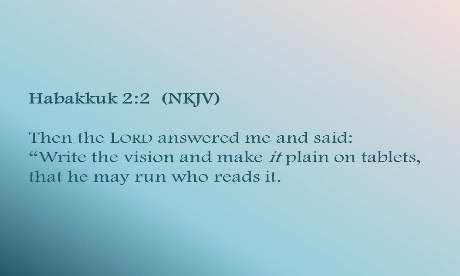 Habakkuk 2:2 (NKJV)
Then the LORD answered me and said:
“Write the vision and make it plain on tablets,
that he may run who reads it.